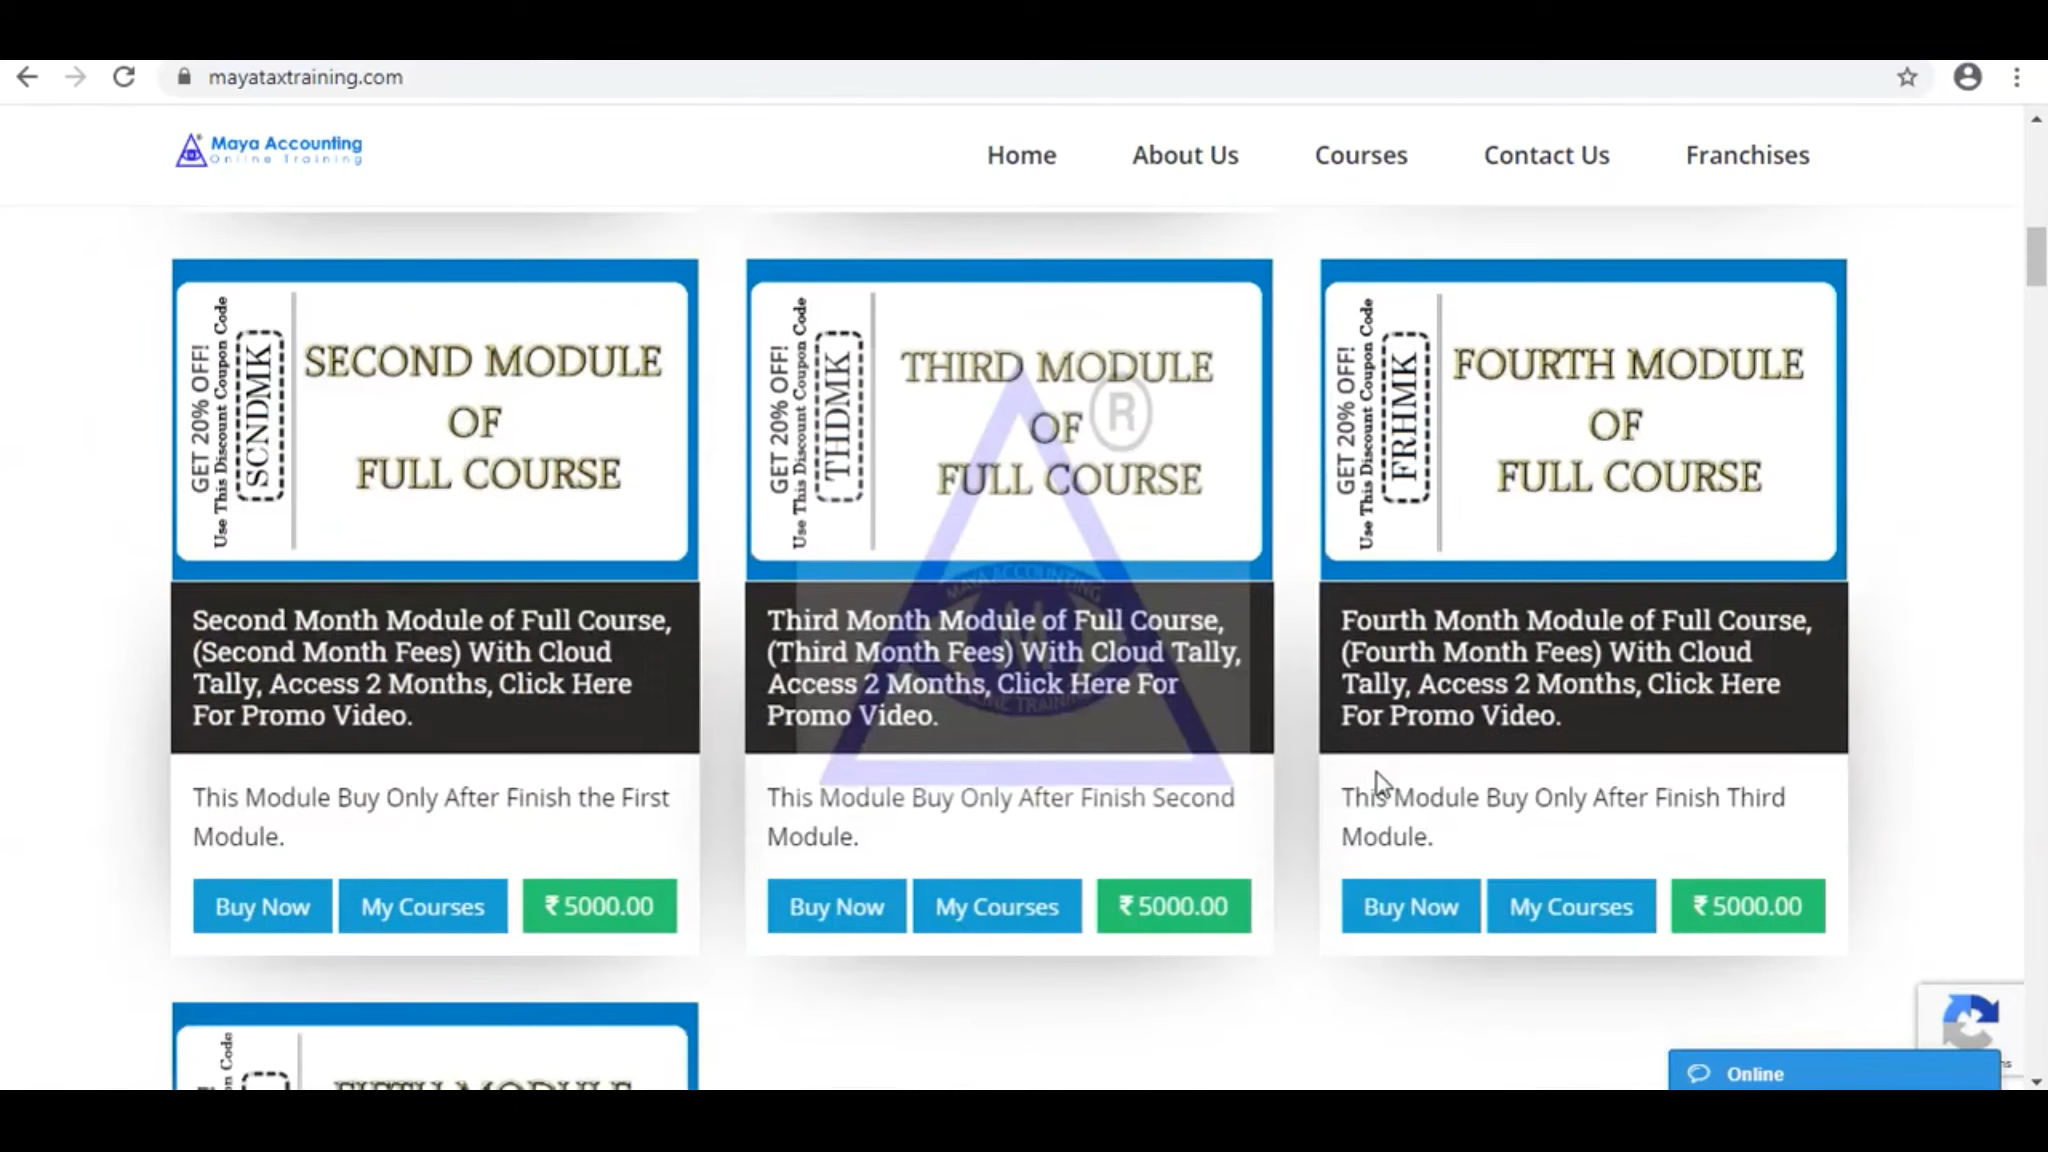 mayataxtraining.com
Maya Accounting
Online Training
Home
About Us
Courses
Contact Us
Franchises
GET 20% OFF!
Use This Discount Coupon Code
SCNDMK
SECOND MODULE
OF
FULL COURSE
Second Month Module of Full Course,
(Second Month Fees) With Cloud
Tally, Access 2 Months, Click Here
For Promo Video.
This Module Buy Only After Finish the First
Module.
Buy Now
My Courses
₹ 5000.00
GET 20% OFF!
Use This Discount Coupon Code
THDMK
THIRD MODULE
OF
FULL COURSE
®
MAYA ACCOUNTING
Third Month Module of Full Course,
(Third Month Fees) With Cloud Tally,
Access 2 Months, Click Here For
Promo Video.
This Module Buy Only After Finish Second
Module.
Buy Now
My Courses
₹ 5000.00
GET 20% OFF!
Use This Discount Coupon Code
FRHMK
FOURTH MODULE
OF
FULL COURSE
Fourth Month Module of Full Course,
(Fourth Month Fees) With Cloud
Tally, Access 2 Months, Click Here
For Promo Video.
This Module Buy Only After Finish Third
Module.
Buy Now
My Courses
₹ 5000.00
Code
FIFTH MODULE
Online